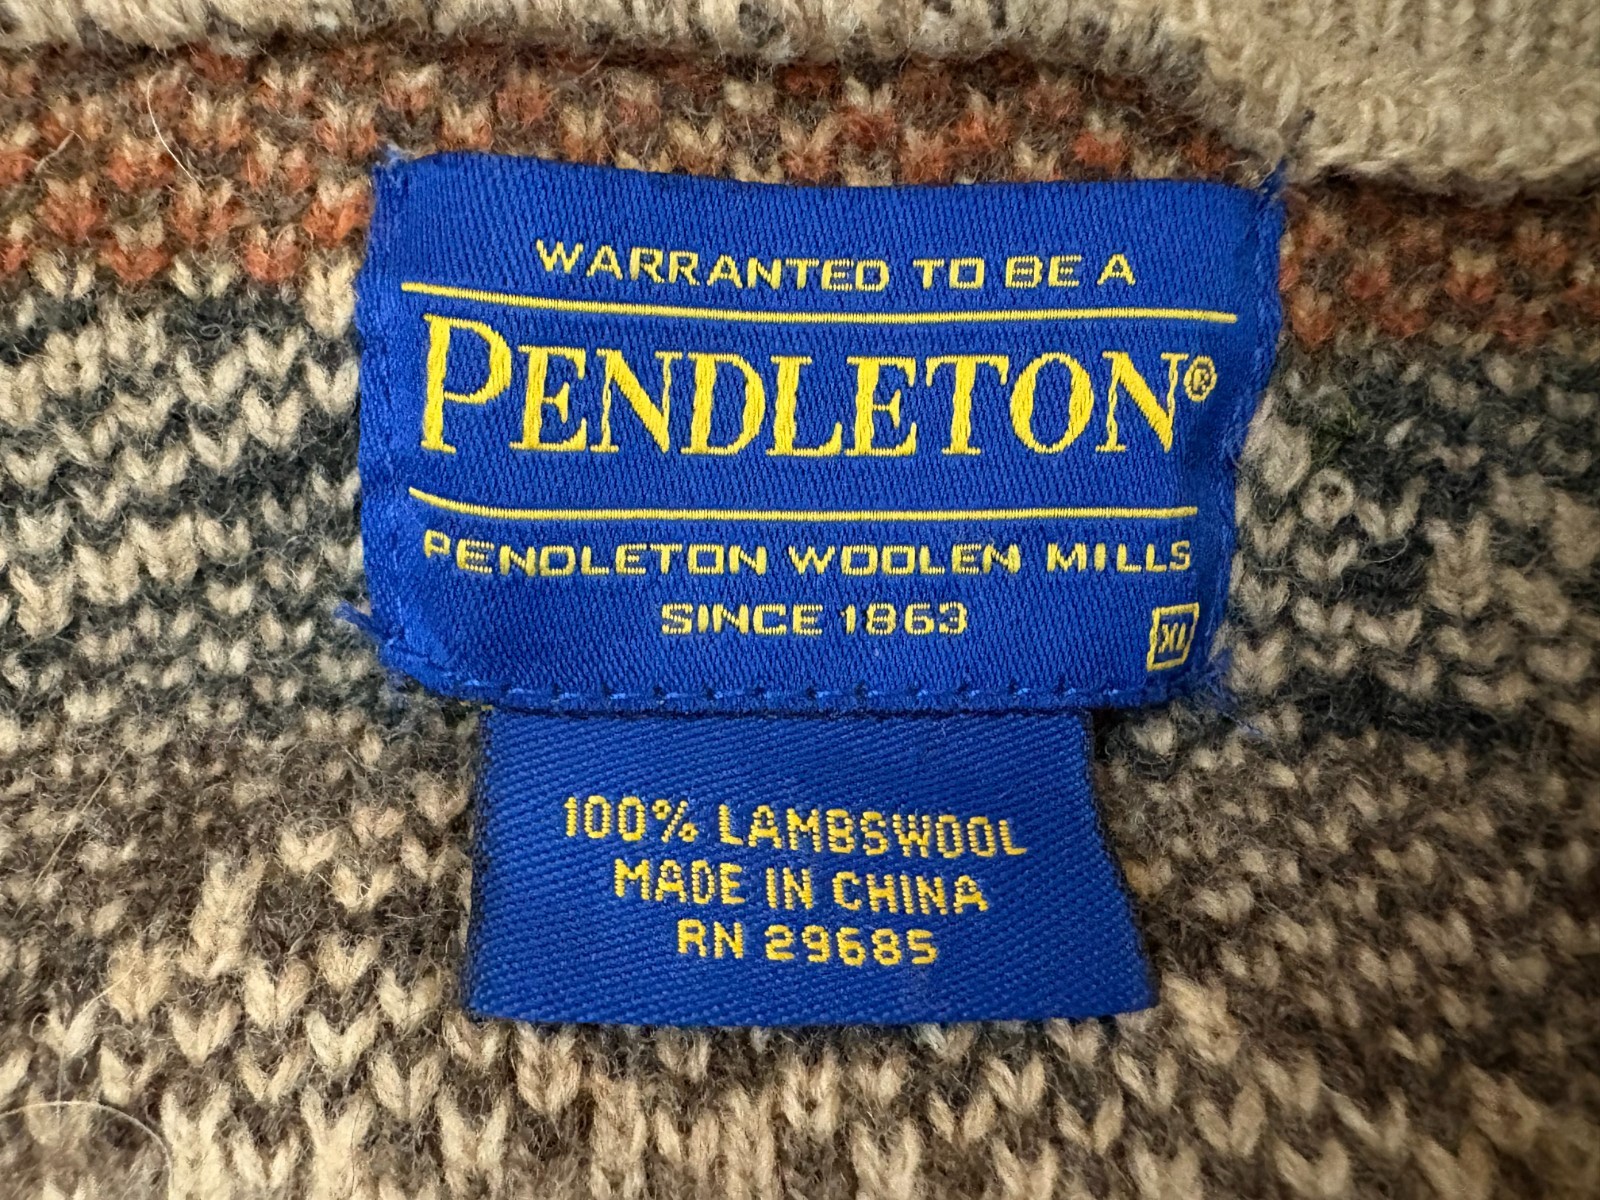 WARRANTED TO BE A
PENDLETON®
PENDLETON WOOLEN MILLS
SINCE 1863
XL
100% LAMBSWOOL
MADE IN CHINA
RN 29685